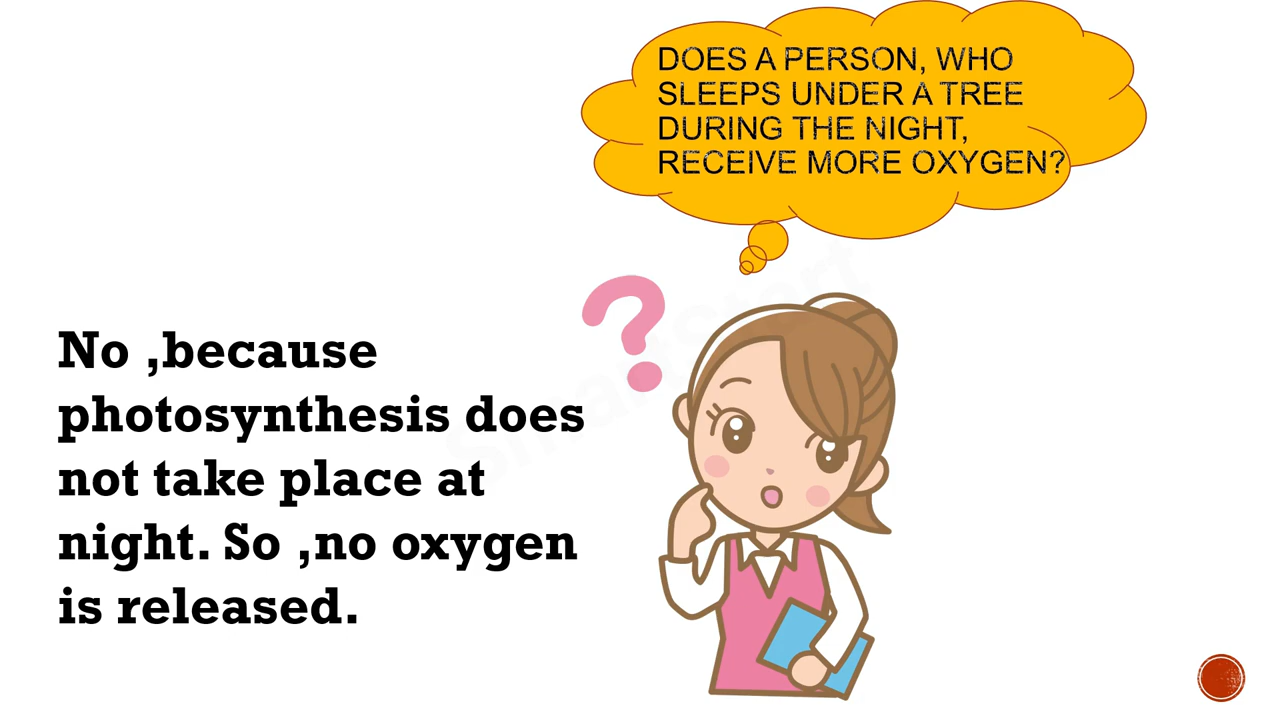 DOES A PERSON, WHO
SLEEPS UNDER A TREE
DURING THE NIGHT,
RECEIVE MORE OXYGEN?
No ,because
photosynthesis does
not take place at
night. So ,no oxygen
is released.